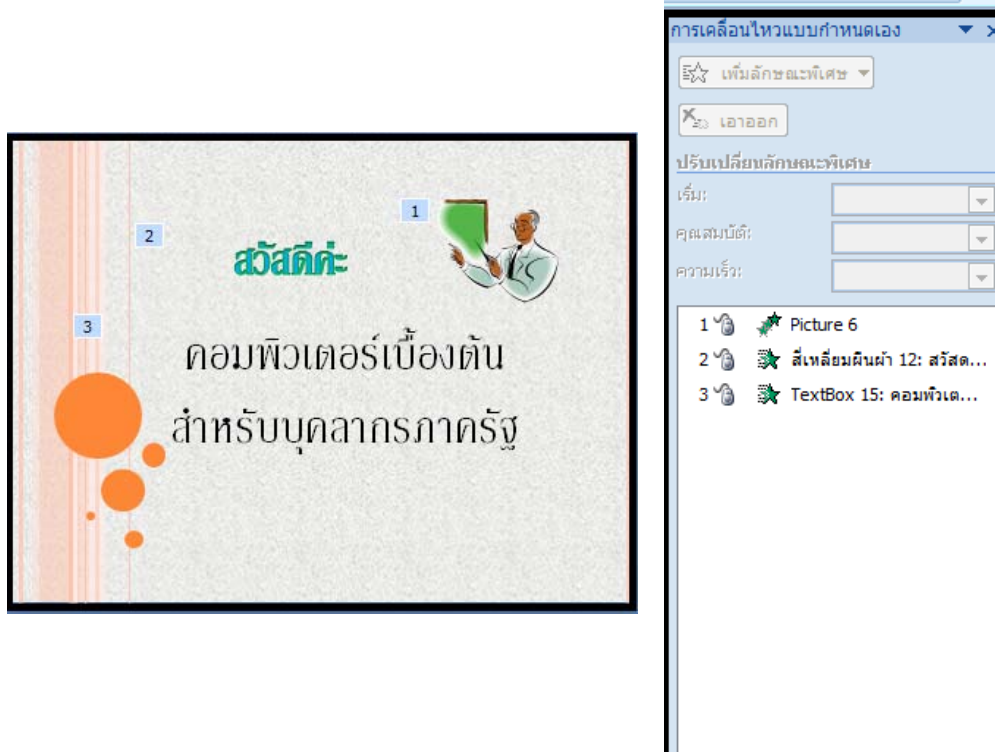 1
2
สวัสดีค่ะ
3
คอมพิวเตอร์เบื้องต้น
สำหรับบุคลากรภาครัฐ
การเคลื่อนไหวแบบกำหนดเอง
เพิ่มลักษณะพิเศษ
เอาออก
ปรับเปลี่ยนลักษณะพิเศษ
เริ่ม:
คุณสมบัติ:
ความเร็ว:
1 Picture 6
2 สี่เหลี่ยมผืนผ้า 12: สวัสด...
3 TextBox 15: คอมพิวเต...